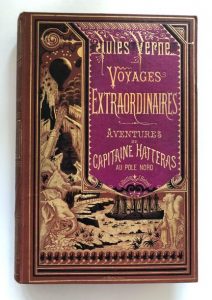 Jules Verne
Voyages
Extraordinaires
Aventures
du
Capitaine Hatteras
au Pole Nord